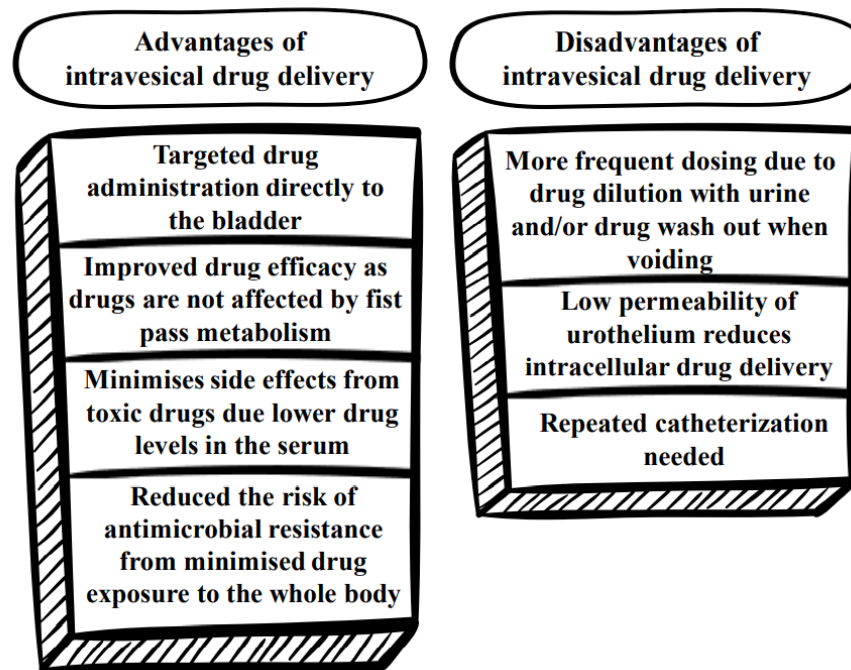 Advantages of
intravesical drug delivery
Targeted drug
administration directly to
the bladder
Improved drug efficacy as
drugs are not affected by fist
pass metabolism
Minimises side effects from
toxic drugs due lower drug
levels in the serum
Reduced the risk of
antimicrobial resistance
from minimised drug
exposure to the whole body
Disadvantages of
intravesical drug delivery
More frequent dosing due to
drug dilution with urine
and/or drug wash out when
voiding
Low permeability of
urothelium reduces
intracellular drug delivery
Repeated catheterization
needed